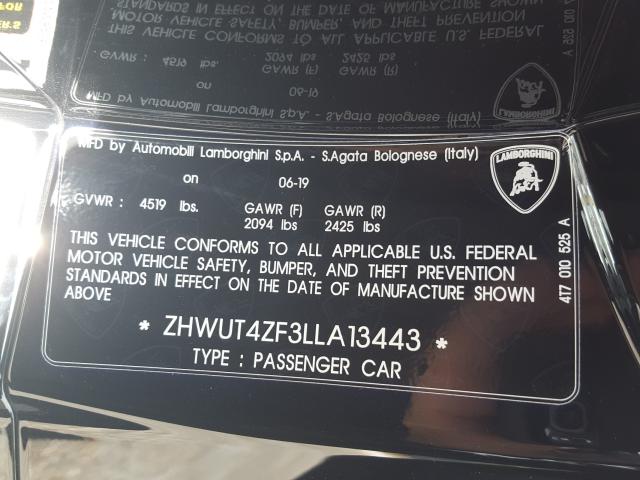 MFD by Automobili Lamborghini S.p.A. - S.Agata Bolognese (Italy)
on 06-19
GVWR : 4519 lbs. GAWR (F) GAWR (R)
2094 lbs 2425 lbs
THIS VEHICLE CONFORMS TO ALL APPLICABLE U.S. FEDERAL
MOTOR VEHICLE SAFETY, BUMPER, AND THEFT PREVENTION
STANDARDS IN EFFECT ON THE DATE OF MANUFACTURE SHOWN
ABOVE
* ZHWUT4ZF3LLA13443 *
TYPE : PASSENGER CAR
LAMBORGHINI
417 010 525 A
FOR